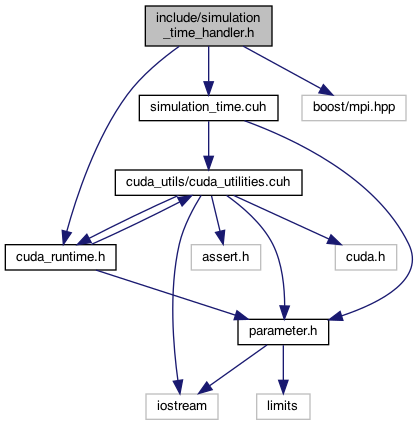 include/simulation
_time_handler.h
simulation_time.cuh
boost/mpi.hpp
cuda_utils/cuda_utilities.cuh
cuda_runtime.h
assert.h
cuda.h
parameter.h
iostream
limits